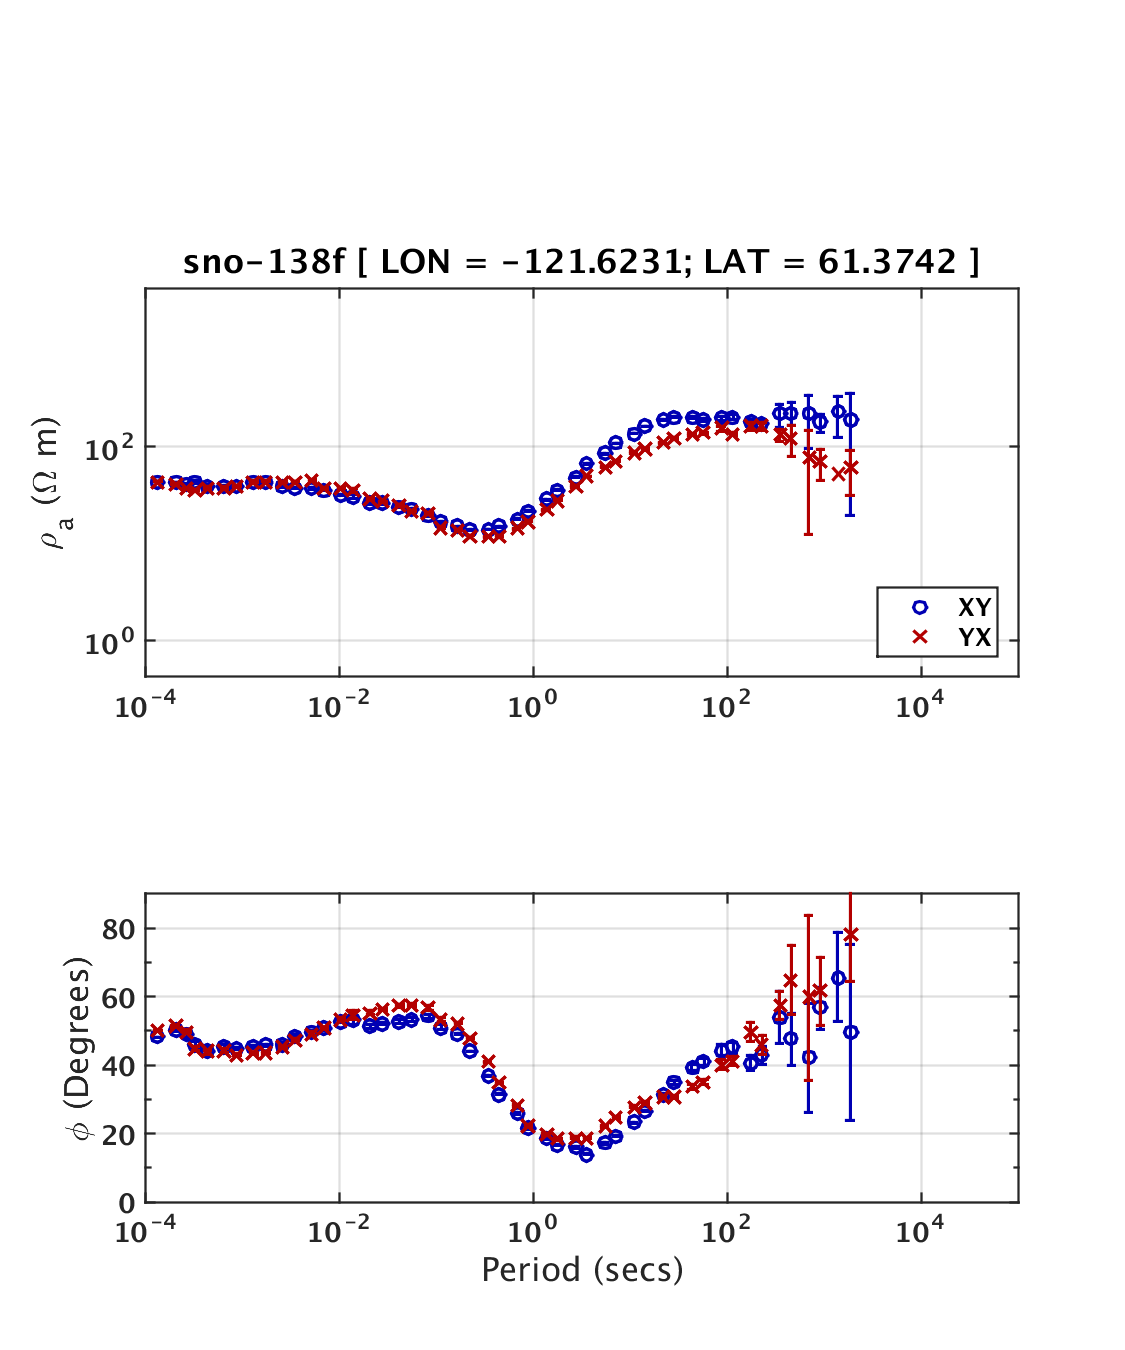 sno-138f [ LON = -121.6231; LAT = 61.3742 ]
ρa (Ω m)
10^2
10^0
XY
YX
10^-4 10^-2 10^0 10^2 10^4
ϕ (Degrees)
80
60
40
20
0
10^-4 10^-2 10^0 10^2 10^4
Period (secs)